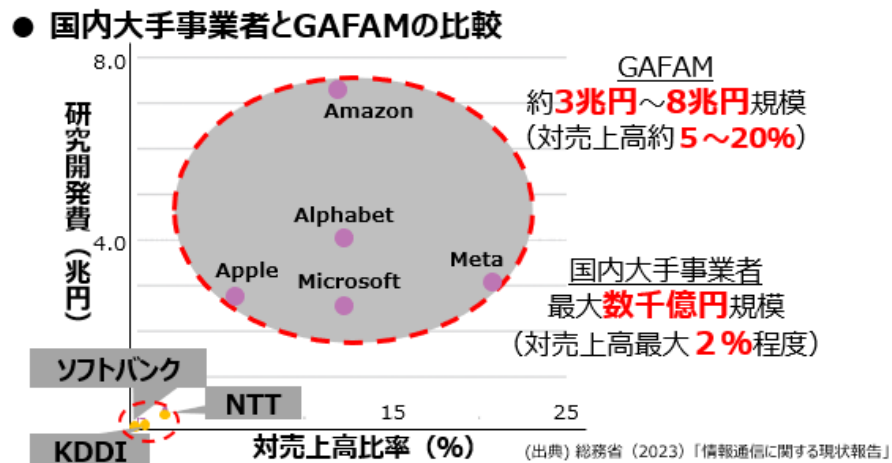 ● 国内大手事業者とGAFAMの比較
8.0
GAFAM
約3兆円～8兆円規模
（対売上高約５～20%）
研究開発費（兆円）
Amazon
Alphabet
4.0
Apple
Microsoft
Meta
国内大手事業者
最大数千億円規模
（対売上高最大２%程度）
ソフトバンク
NTT
KDDI
15
25
対売上高比率（%）
(出典) 総務省（2023）「情報通信に関する現状報告」